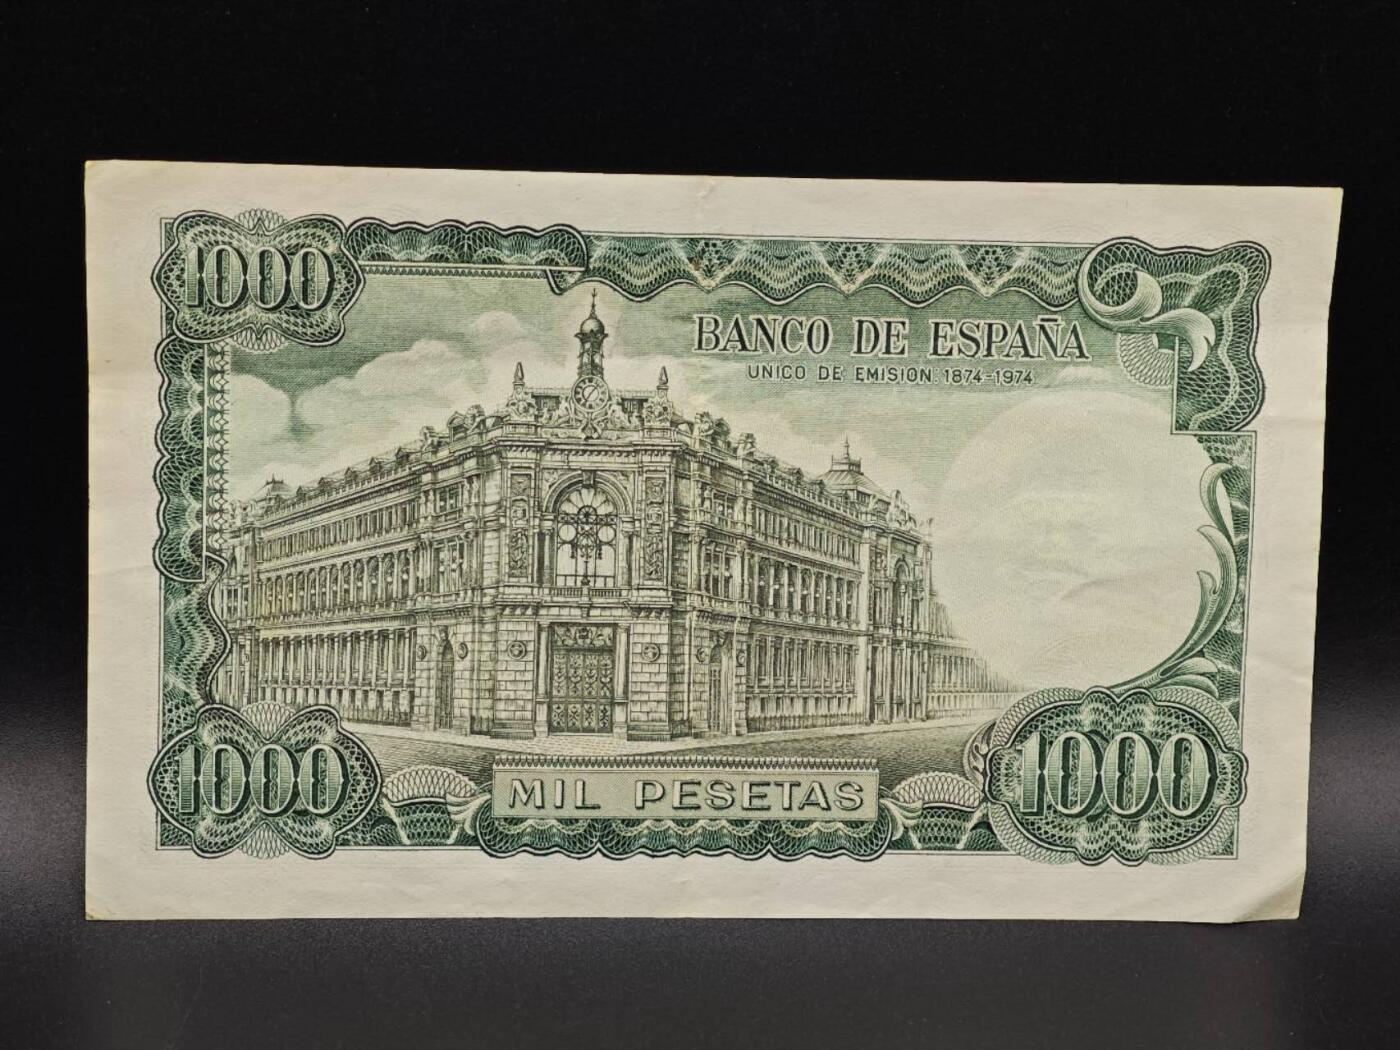 1000
BANCO DE ESPAÑA
UNICO DE EMISION: 1874-1974
MIL PESETAS
1000
1000